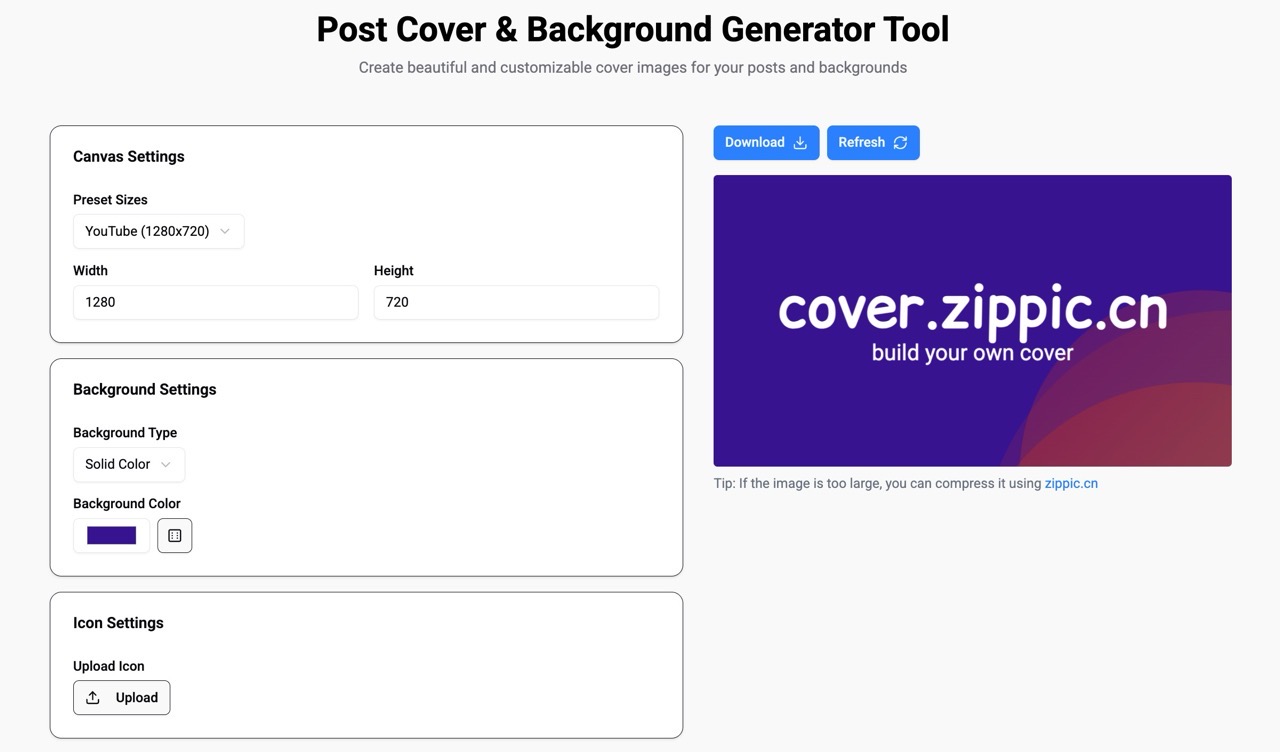 Post Cover & Background Generator Tool
Create beautiful and customizable cover images for your posts and backgrounds
Canvas Settings
Preset Sizes
YouTube (1280x720)
Width
Height
1280
720
Background Settings
Background Type
Solid Color
Background Color
Icon Settings
Upload Icon
Upload
Download
Refresh
cover.zippic.cn
build your own cover
Tip: If the image is too large, you can compress it using zippic.cn